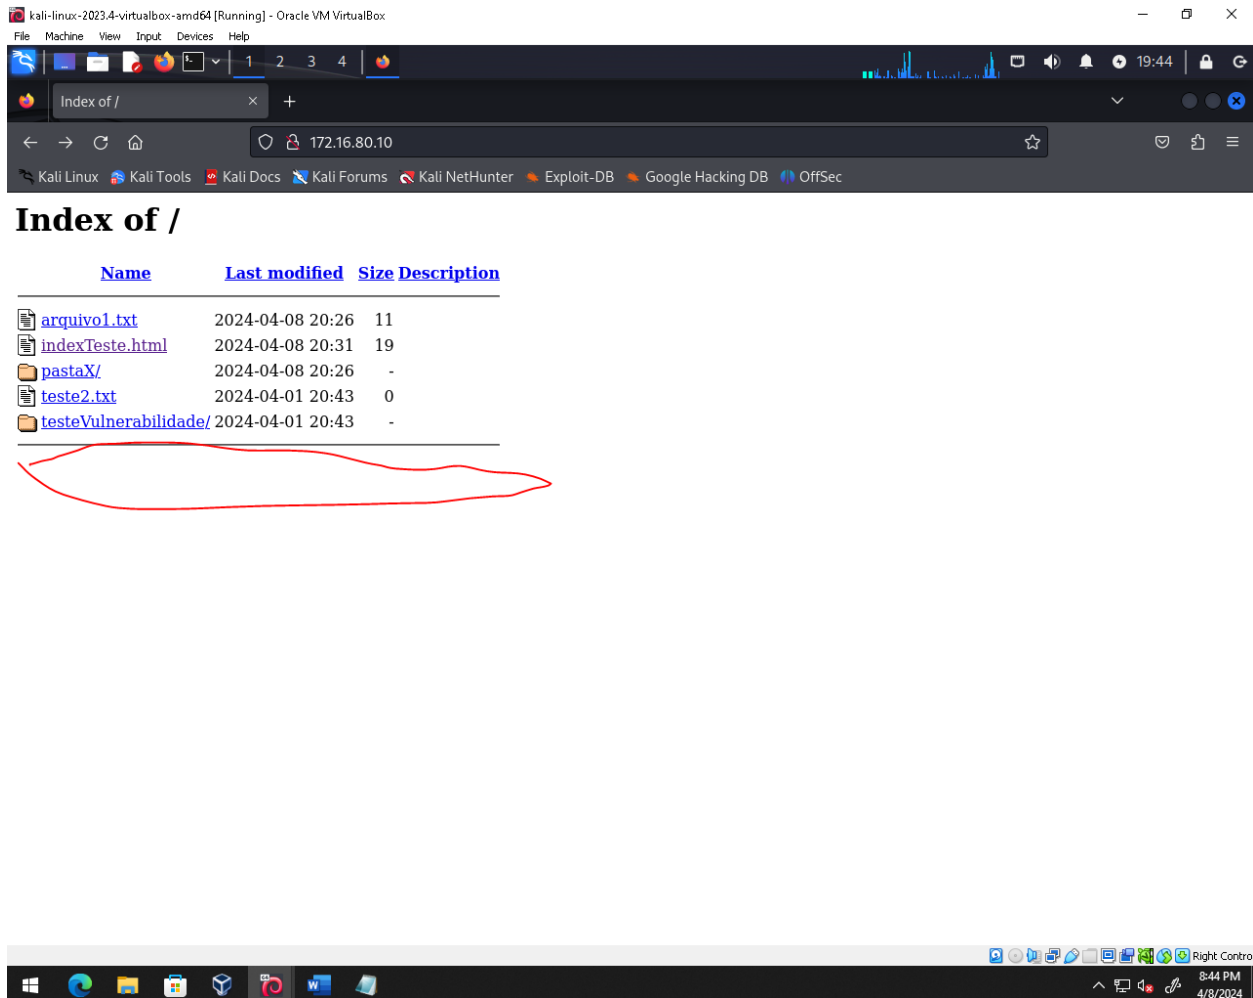 kali-linux-2023.4-virtualbox-amd64 [Running] - Oracle VM VirtualBox
File Machine View Input Devices Help
1 2 3 4 19:44
Index of /
172.16.80.10
Kali Linux Kali Tools Kali Docs Kali Forums Kali NetHunter Exploit-DB Google Hacking DB OffSec
Index of /
Name Last modified Size Description
arquivo1.txt 2024-04-08 20:26 11
indexTeste.html 2024-04-08 20:31 19
pastaX/ 2024-04-08 20:26 -
teste2.txt 2024-04-01 20:43 0
testeVulnerabilidade/ 2024-04-01 20:43 -
Right Contro
8:44 PM
4/8/2024